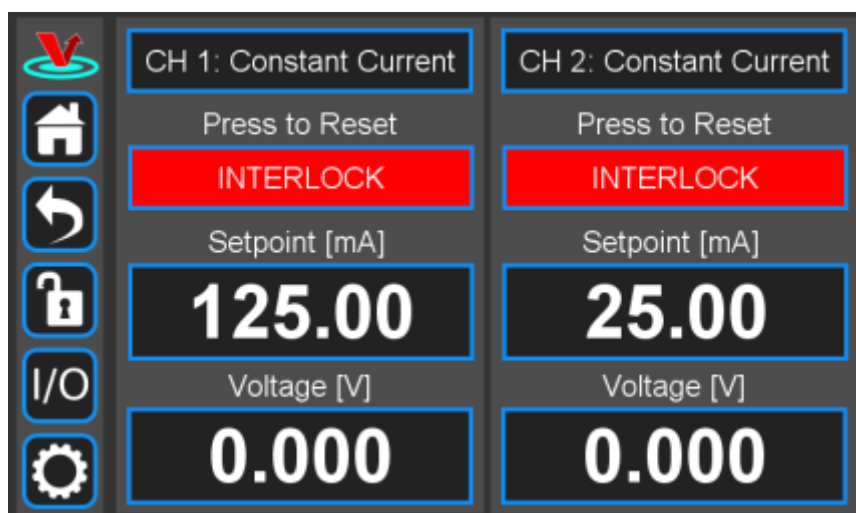 CH 1: Constant Current
Press to Reset
INTERLOCK
Setpoint [mA]
125.00
Voltage [V]
0.000
CH 2: Constant Current
Press to Reset
INTERLOCK
Setpoint [mA]
25.00
Voltage [V]
0.000
I/O